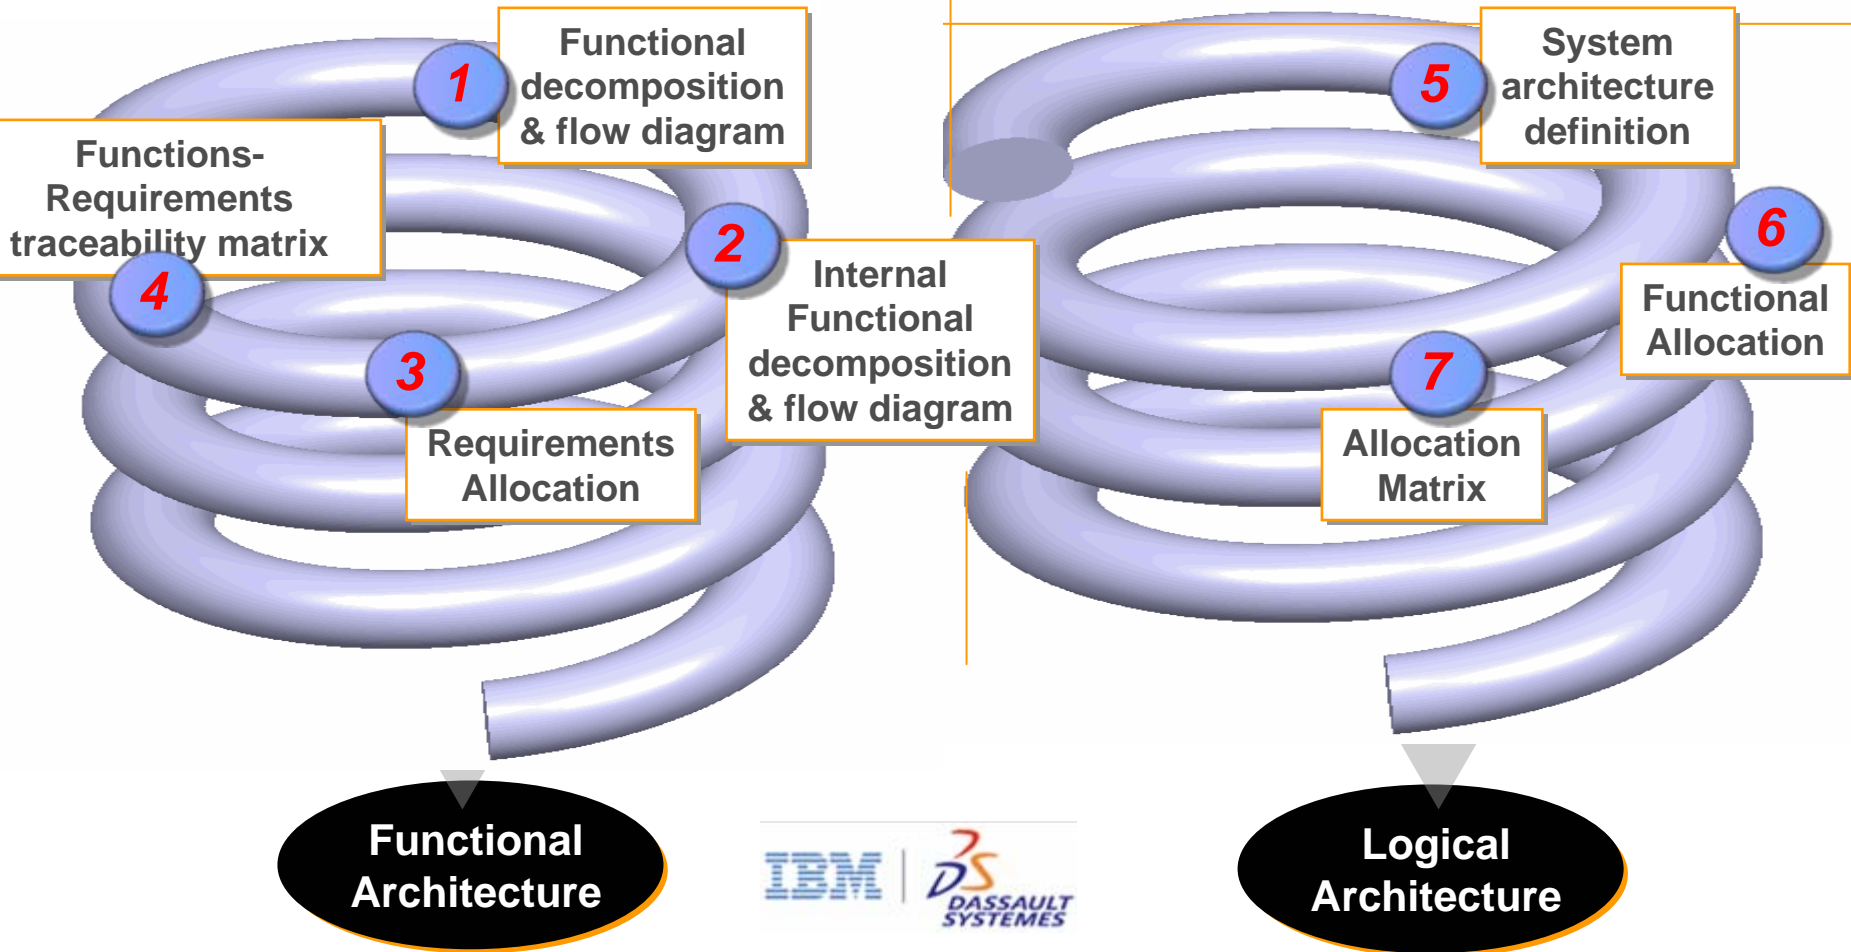 1
Functional
decomposition
& flow diagram
2
Internal
Functional
decomposition
& flow diagram
3
Requirements
Allocation
4
Functions-
Requirements
traceability matrix
Functional
Architecture
5
System
architecture
definition
6
Functional
Allocation
7
Allocation
Matrix
Logical
Architecture
IBM
DS
DASSAULT
SYSTEMES